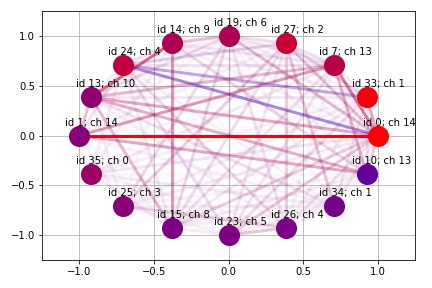 id 19; ch 6
id 14; ch 9
id 27; ch 2
id 24; ch 4
id 7; ch 13
id 13; ch 10
id 33; ch 1
id 1; ch 14
id 0; ch 14
id 35; ch 0
id 10; ch 13
id 25; ch 3
id 34; ch 1
id 15; ch 8
id 26; ch 4
id 23; ch 5
1.0
0.5
0.0
−0.5
−1.0
−1.0
−0.5
0.0
0.5
1.0